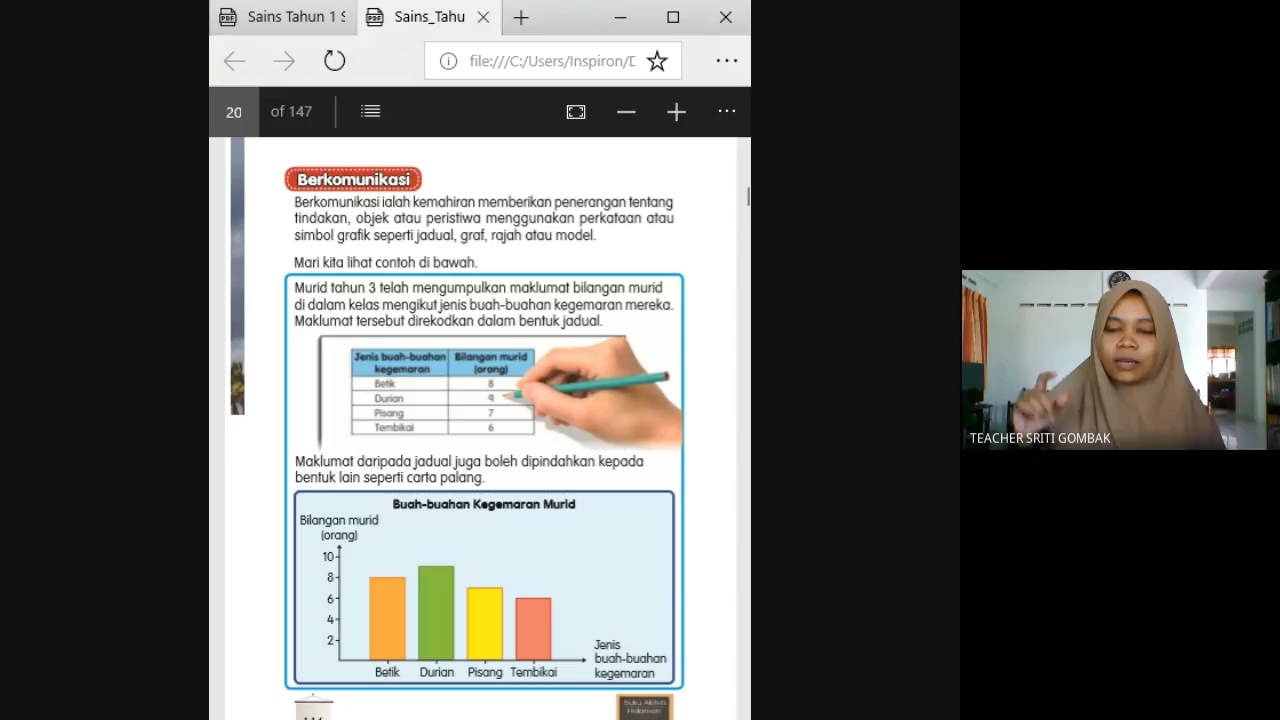 Sains Tahun 1 S
Sains_Tahu
file:///C:/Users/Inspiron/D
20 of 147
Berkomunikasi
Berkomunikasi ialah kemahiran memberikan penerangan tentang
tindakan, objek atau peristiwa menggunakan perkataan atau
simbol grafik seperti jadual, graf, rajah atau model.
Mari kita lihat contoh di bawah.
Murid tahun 3 telah mengumpulkan maklumat bilangan murid
di dalam kelas mengikut jenis buah-buahan kegemaran mereka.
Maklumat tersebut direkodkan dalam bentuk jadual.
Jenis buah-buahan kegemaran
Bilangan murid (orang)
Betik 8
Durian 9
Pisang 7
Tembikai 6
Maklumat daripada jadual juga boleh dipindahkan kepada
bentuk lain seperti carta palang.
Buah-buahan Kegemaran Murid
Bilangan murid
(orang)
10
8
6
4
2
Betik Durian Pisang Tembikai
Jenis
buah-buahan
kegemaran
Buku Aktiviti
Halaman
TEACHER SRITI GOMBAK